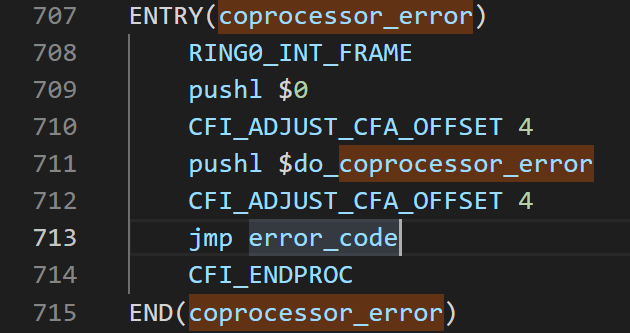 707 ENTRY(coprocessor_error)
708 RING0_INT_FRAME
709 pushl $0
710 CFI_ADJUST_CFA_OFFSET 4
711 pushl $do_coprocessor_error
712 CFI_ADJUST_CFA_OFFSET 4
713 jmp error_code
714 CFI_ENDPROC
715 END(coprocessor_error)